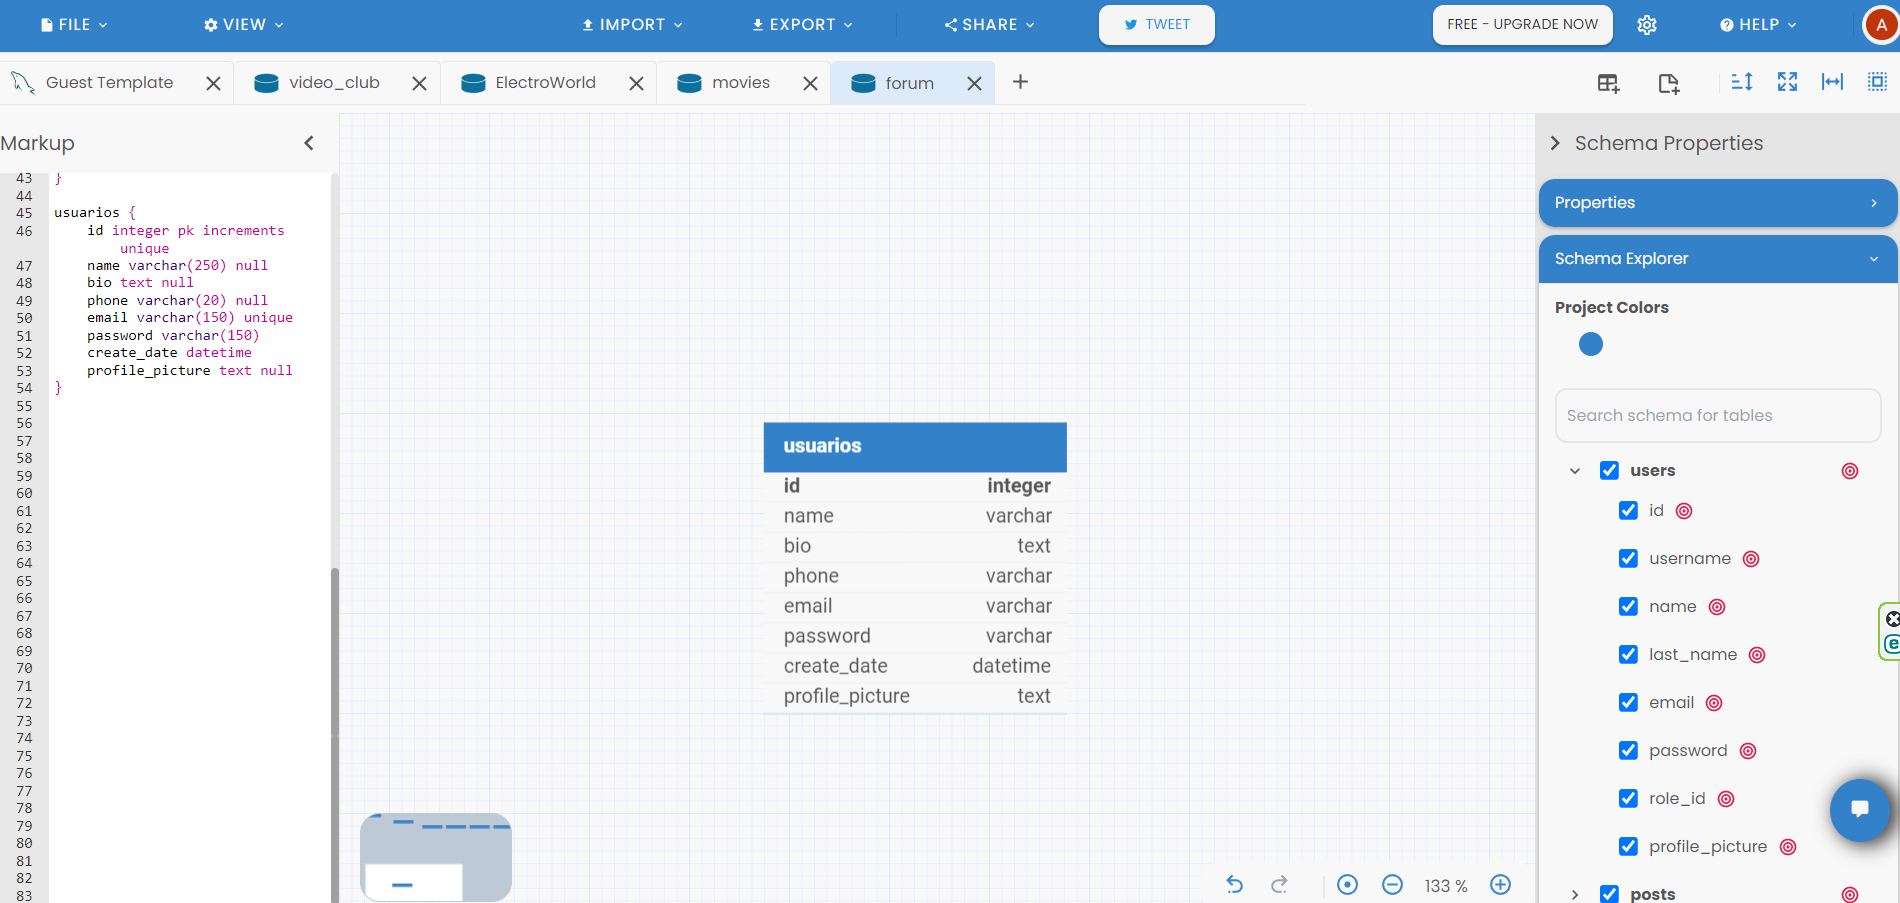 FILE VIEW IMPORT EXPORT SHARE TWEET FREE - UPGRADE NOW HELP A
Guest Template video_club ElectroWorld movies forum
Markup
43 }
44
45 usuarios {
46 id integer pk increments
unique
47 name varchar(250) null
48 bio text null
49 phone varchar(20) null
50 email varchar(150) unique
51 password varchar(150)
52 create_date datetime
53 profile_picture text null
54 }
55
56
57
58
59
60
61
62
63
64
65
66
67
68
69
70
71
72
73
74
75
76
77
78
79
80
81
82
83
usuarios
id integer
name varchar
bio text
phone varchar
email varchar
password varchar
create_date datetime
profile_picture text
133 %
Schema Properties
Properties
Schema Explorer
Project Colors
Search schema for tables
users
id
username
name
last_name
email
password
role_id
profile_picture
posts
e